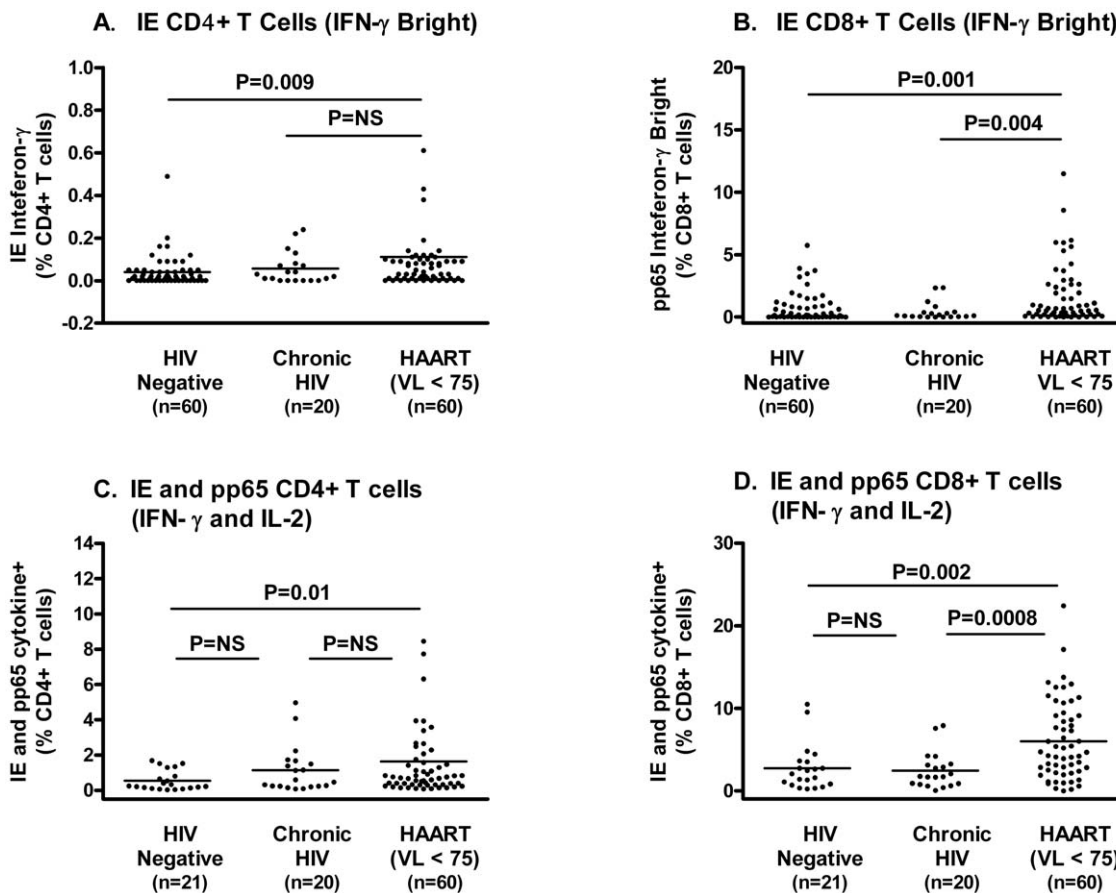 A. IE CD4+ T Cells (IFN-γ Bright)
IE Inteferon-γ
(% CD4+ T cells)
1.0
0.8
0.6
0.4
0.2
0.0
-0.2
P=0.009
P=NS
HIV
Negative
(n=60)
Chronic
HIV
(n=20)
HAART
(VL < 75)
(n=60)
B. IE CD8+ T Cells (IFN-γ Bright)
pp65 Inteferon-γ Bright
(% CD8+ T cells)
20
15
10
5
0
P=0.001
P=0.004
HIV
Negative
(n=60)
Chronic
HIV
(n=20)
HAART
VL < 75
(n=60)
C. IE and pp65 CD4+ T cells
(IFN- γ and IL-2)
IE and pp65 cytokine+
(% CD4+ T cells)
14
12
10
8
6
4
2
0
P=0.01
P=NS
P=NS
HIV
Negative
(n=21)
Chronic
HIV
(n=20)
HAART
(VL < 75)
(n=60)
D. IE and pp65 CD8+ T cells
(IFN- γ and IL-2)
IE and pp65 cytokine+
(% CD8+ T cells)
30
20
10
0
P=0.002
P=NS
P=0.0008
HIV
Negative
(n=21)
Chronic
HIV
(n=20)
HAART
(VL < 75)
(n=60)